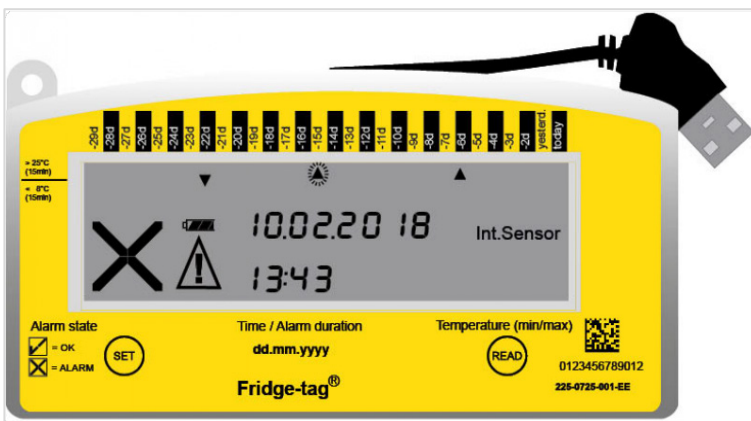 -29d -28d -27d -26d -25d -24d -23d -22d -21d -20d -19d -18d -17d -16d -15d -14d -13d -12d -11d -10d -9d -8d -7d -6d -5d -4d -3d -2d yesterd. today
> 25°C
(15min)
< 8°C
(15min)
10.02.2018 Int.Sensor
13:43
Alarm state Time / Alarm duration Temperature (min/max)
= OK SET dd.mm.yyyy READ
= ALARM 0123456789012
Fridge-tag® 225-0725-001-EE